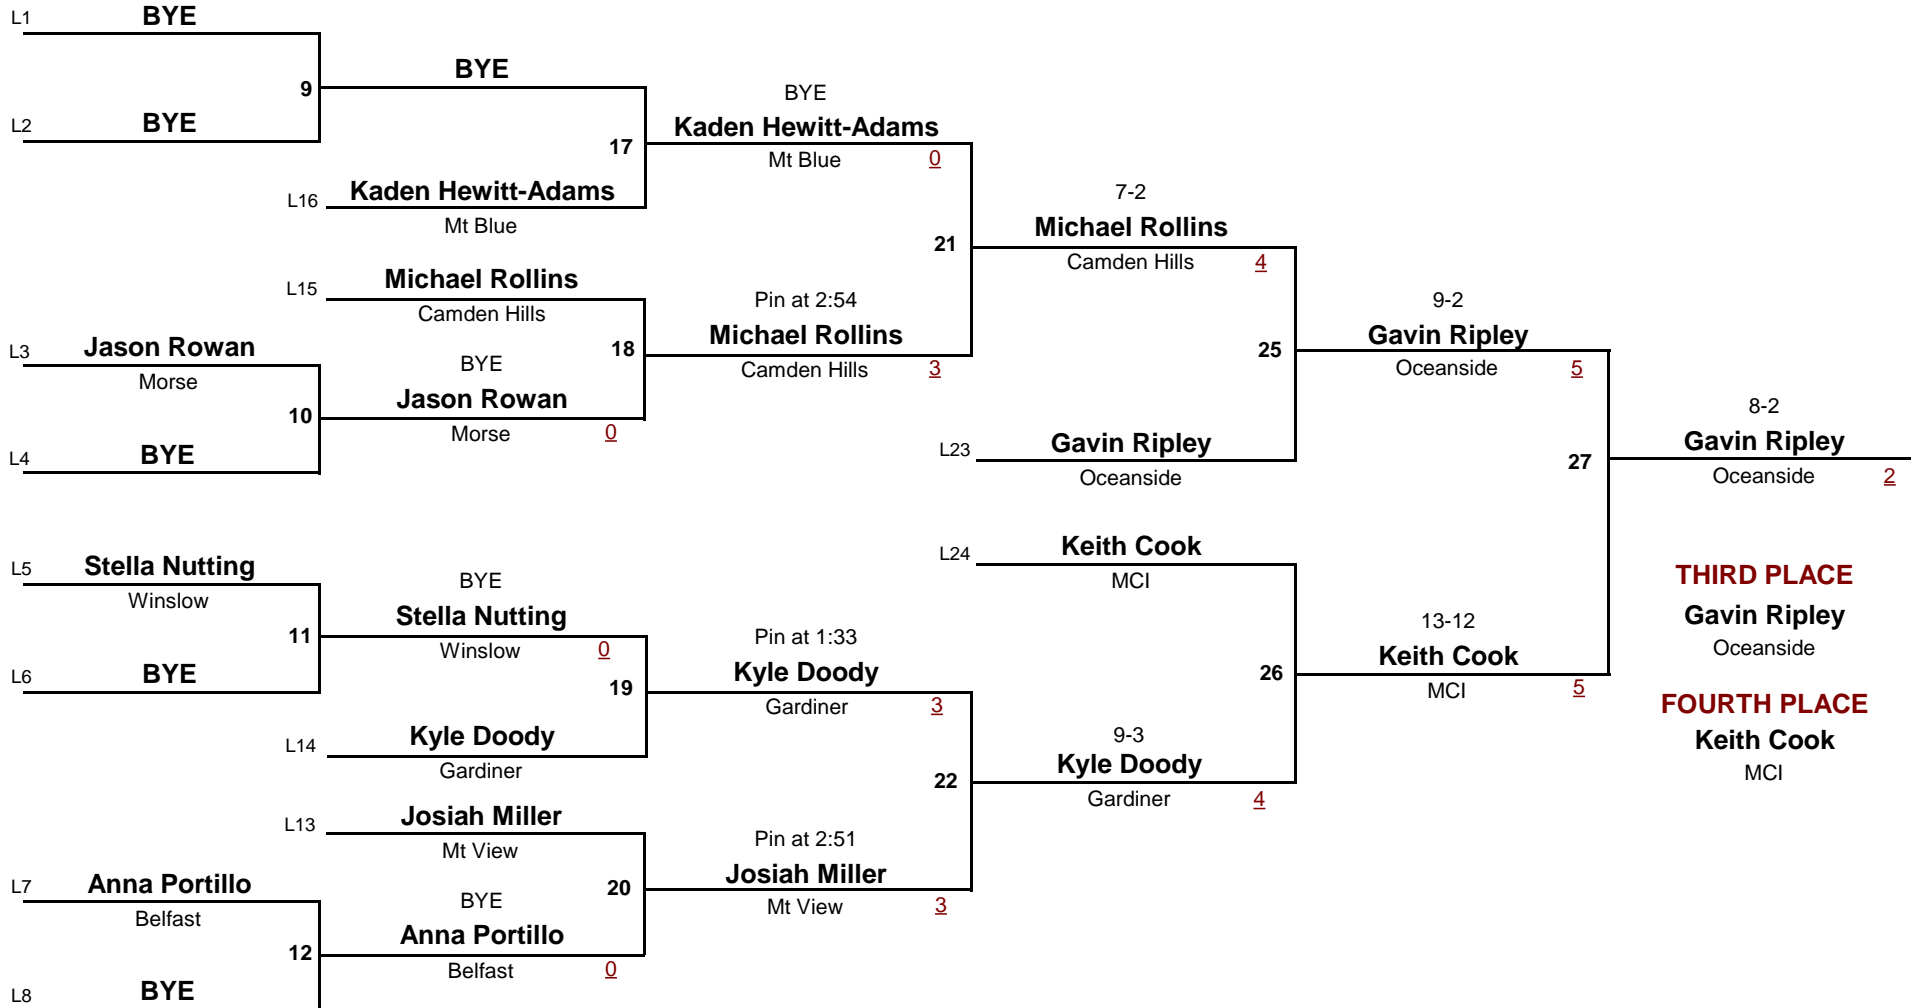 L1 BYE
9
L2 BYE
BYE
17
L16 Kaden Hewitt-Adams
Mt Blue
BYE
Kaden Hewitt-Adams
Mt Blue 0
L15 Michael Rollins
Camden Hills
18
L3 Jason Rowan
Morse
10
L4 BYE
BYE
Jason Rowan
Morse 0
Pin at 2:54
Michael Rollins
Camden Hills 3
21
7-2
Michael Rollins
Camden Hills 4
25
L23 Gavin Ripley
Oceanside
9-2
Gavin Ripley
Oceanside 5
27
8-2
Gavin Ripley
Oceanside 2
L5 Stella Nutting
Winslow
11
L6 BYE
BYE
Stella Nutting
Winslow 0
19
L14 Kyle Doody
Gardiner
Pin at 1:33
Kyle Doody
Gardiner 3
22
L13 Josiah Miller
Mt View
20
L7 Anna Portillo
Belfast
12
L8 BYE
BYE
Anna Portillo
Belfast 0
Pin at 2:51
Josiah Miller
Mt View 3
9-3
Kyle Doody
Gardiner 4
L24 Keith Cook
MCI
26
13-12
Keith Cook
MCI 5
THIRD PLACE
Gavin Ripley
Oceanside
FOURTH PLACE
Keith Cook
MCI